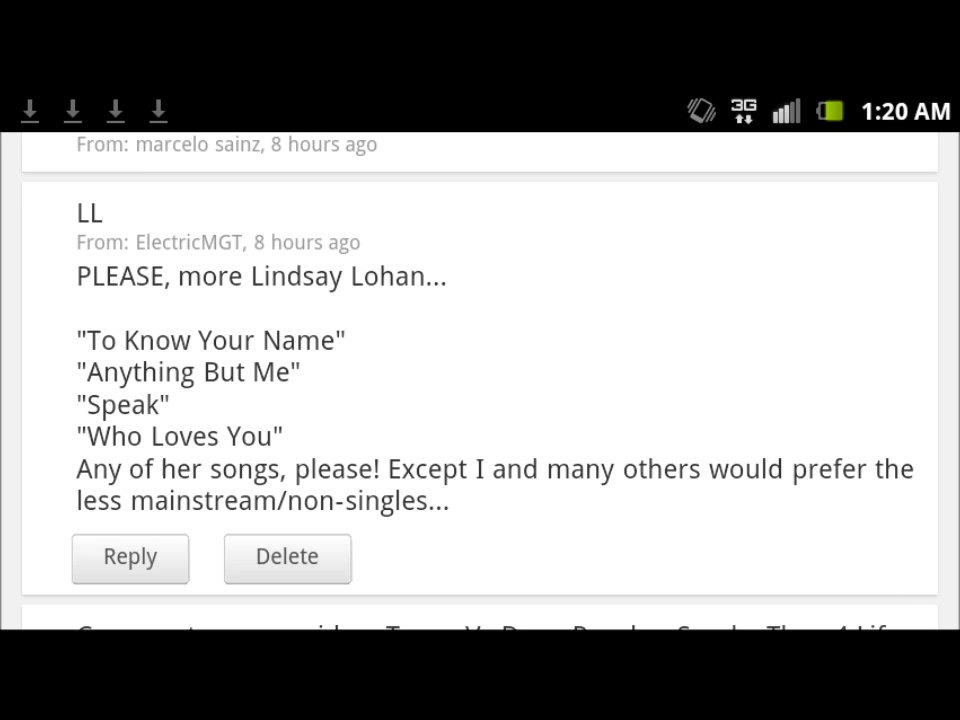 3G
1:20 AM
From: marcelo sainz, 8 hours ago
LL
From: ElectricMGT, 8 hours ago
PLEASE, more Lindsay Lohan...
"To Know Your Name"
"Anything But Me"
"Speak"
"Who Loves You"
Any of her songs, please! Except I and many others would prefer the
less mainstream/non-singles...
Reply
Delete